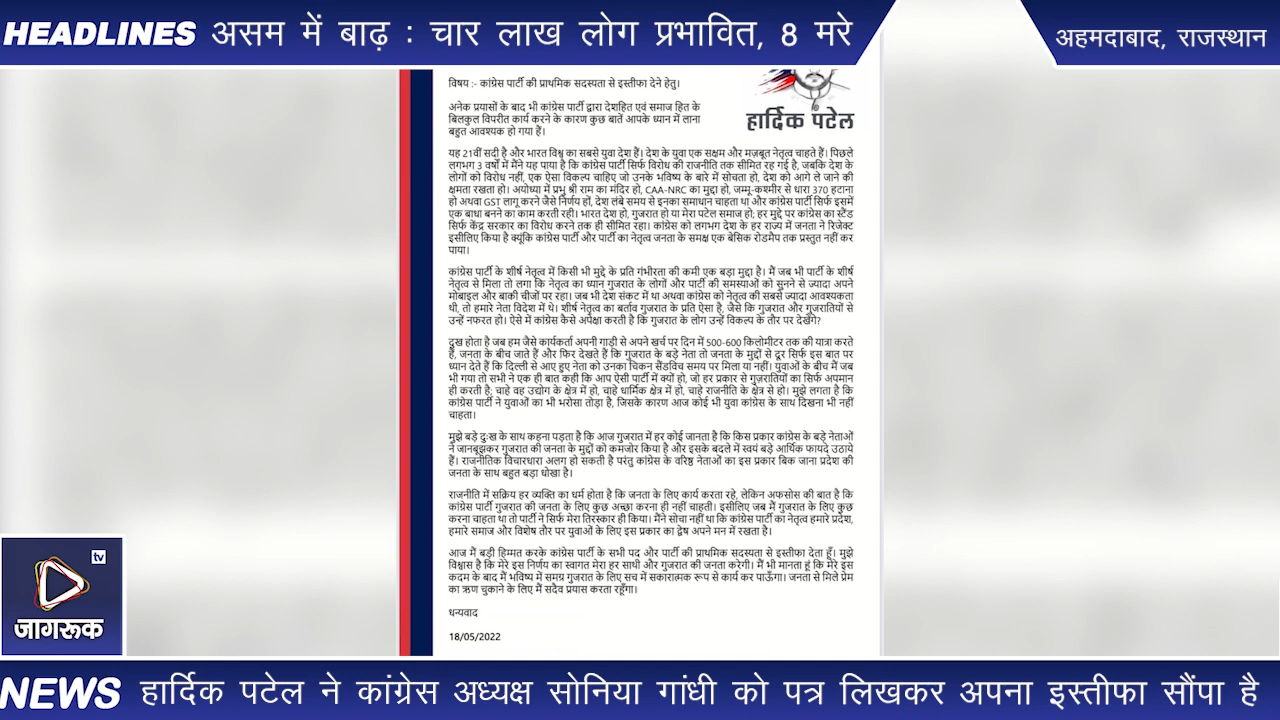 HEADLINES असम में बाढ़ : चार लाख लोग प्रभावित, 8 मरे
अहमदाबाद, राजस्थान
विषय :- कांग्रेस पार्टी की प्राथमिक सदस्यता से इस्तीफा देने हेतु।
हार्दिक पटेल
अनेक प्रयासों के बाद भी कांग्रेस पार्टी द्वारा देशहित एवं समाज हित के
बिलकुल विपरीत कार्य करने के कारण कुछ बातें आपके ध्यान में लाना
बहुत आवश्यक हो गया हैं।
यह 21वीं सदी है और भारत विश्व का सबसे युवा देश हैं। देश के युवा एक सक्षम और मज़बूत नेतृत्व चाहते हैं। पिछले
लगभग 3 वर्षों में मैंने यह पाया है कि कांग्रेस पार्टी सिर्फ विरोध की राजनीति तक सीमित रह गई है, जबकि देश के
लोगों को विरोध नहीं, एक ऐसा विकल्प चाहिए जो उनके भविष्य के बारे में सोचता हो, देश को आगे ले जाने की
क्षमता रखता हो। अयोध्या में प्रभु श्री राम का मंदिर हो, CAA-NRC का मुद्दा हो, जम्मू-कश्मीर से धारा 370 हटाना
हो अथवा GST लागू करने जैसे निर्णय हों, देश लंबे समय से इनका समाधान चाहता था और कांग्रेस पार्टी सिर्फ इसमें
एक बाधा बनने का काम करती रही। भारत देश हो, गुजरात हो या मेरा पटेल समाज हो; हर मुद्दे पर कांग्रेस का स्टैंड
सिर्फ केंद्र सरकार का विरोध करने तक ही सीमित रहा। कांग्रेस को लगभग देश के हर राज्य में जनता ने रिजेक्ट
इसीलिए किया है क्यूंकि कांग्रेस पार्टी और पार्टी का नेतृत्व जनता के समक्ष एक बेसिक रोडमैप तक प्रस्तुत नहीं कर
पाया।
कांग्रेस पार्टी के शीर्ष नेतृत्व में किसी भी मुद्दे के प्रति गंभीरता की कमी एक बड़ा मुद्दा है। मैं जब भी पार्टी के शीर्ष
नेतृत्व से मिला तो लगा कि नेतृत्व का ध्यान गुजरात के लोगों और पार्टी की समस्याओं को सुनने से ज्यादा अपने
मोबाइल और बाकी चीजों पर रहा। जब भी देश संकट में था अथवा कांग्रेस को नेतृत्व की सबसे ज्यादा आवश्यकता
थी, तो हमारे नेता विदेश में थे। शीर्ष नेतृत्व का बर्ताव गुजरात के प्रति ऐसा है, जैसे कि गुजरात और गुजरातियों से
उन्हें नफरत हो। ऐसे में कांग्रेस कैसे अपेक्षा करती है कि गुजरात के लोग उन्हें विकल्प के तौर पर देखेंगे?
दुख होता है जब हम जैसे कार्यकर्ता अपनी गाड़ी से अपने खर्च पर दिन में 500-600 किलोमीटर तक की यात्रा करते
हैं, जनता के बीच जाते हैं और फिर देखते हैं कि गुजरात के बड़े नेता तो जनता के मुद्दों से दूर सिर्फ इस बात पर
ध्यान देते हैं कि दिल्ली से आए हुए नेता को उनका चिकन सैंडविच समय पर मिला या नहीं। युवाओं के बीच मैं जब
भी गया तो सभी ने एक ही बात कही कि आप ऐसी पार्टी में क्यों हो, जो हर प्रकार से गुजरातियों का सिर्फ अपमान
ही करती है; चाहे वह उद्योग के क्षेत्र में हो, चाहे धार्मिक क्षेत्र में हो, चाहे राजनीति के क्षेत्र से हो। मुझे लगता है कि
कांग्रेस पार्टी ने युवाओं का भी भरोसा तोड़ा है, जिसके कारण आज कोई भी युवा कांग्रेस के साथ दिखना भी नहीं
चाहता।
मुझे बड़े दुःख के साथ कहना पड़ता है कि आज गुजरात में हर कोई जानता है कि किस प्रकार कांग्रेस के बड़े नेताओं
ने जानबूझकर गुजरात की जनता के मुद्दों को कमजोर किया है और इसके बदले में स्वयं बड़े आर्थिक फायदे उठाये
हैं। राजनीतिक विचारधारा अलग हो सकती है परंतु कांग्रेस के वरिष्ठ नेताओं का इस प्रकार बिक जाना प्रदेश की
जनता के साथ बहुत बड़ा धोखा है।
राजनीति में सक्रिय हर व्यक्ति का धर्म होता है कि जनता के लिए कार्य करता रहे, लेकिन अफसोस की बात है कि
कांग्रेस पार्टी गुजरात की जनता के लिए कुछ अच्छा करना ही नहीं चाहती। इसीलिए जब मैं गुजरात के लिए कुछ
करना चाहता था तो पार्टी ने सिर्फ मेरा तिरस्कार ही किया। मैंने सोचा नहीं था कि कांग्रेस पार्टी का नेतृत्व हमारे प्रदेश,
हमारे समाज और विशेष तौर पर युवाओं के लिए इस प्रकार का द्वेष अपने मन में रखता है।
आज मैं बड़ी हिम्मत करके कांग्रेस पार्टी के सभी पद और पार्टी की प्राथमिक सदस्यता से इस्तीफा देता हूँ। मुझे
विश्वास है कि मेरे इस निर्णय का स्वागत मेरा हर साथी और गुजरात की जनता करेगी। मैं भी मानता हूं कि मेरे इस
कदम के बाद मैं भविष्य में समग्र गुजरात के लिए सच में सकारात्मक रूप से कार्य कर पाऊँगा। जनता से मिले प्रेम
का ऋण चुकाने के लिए मैं सदैव प्रयास करता रहूँगा।
धन्यवाद
18/05/2022
tv
जागरूक
NEWS हार्दिक पटेल ने कांग्रेस अध्यक्ष सोनिया गांधी को पत्र लिखकर अपना इस्तीफा सौंपा है